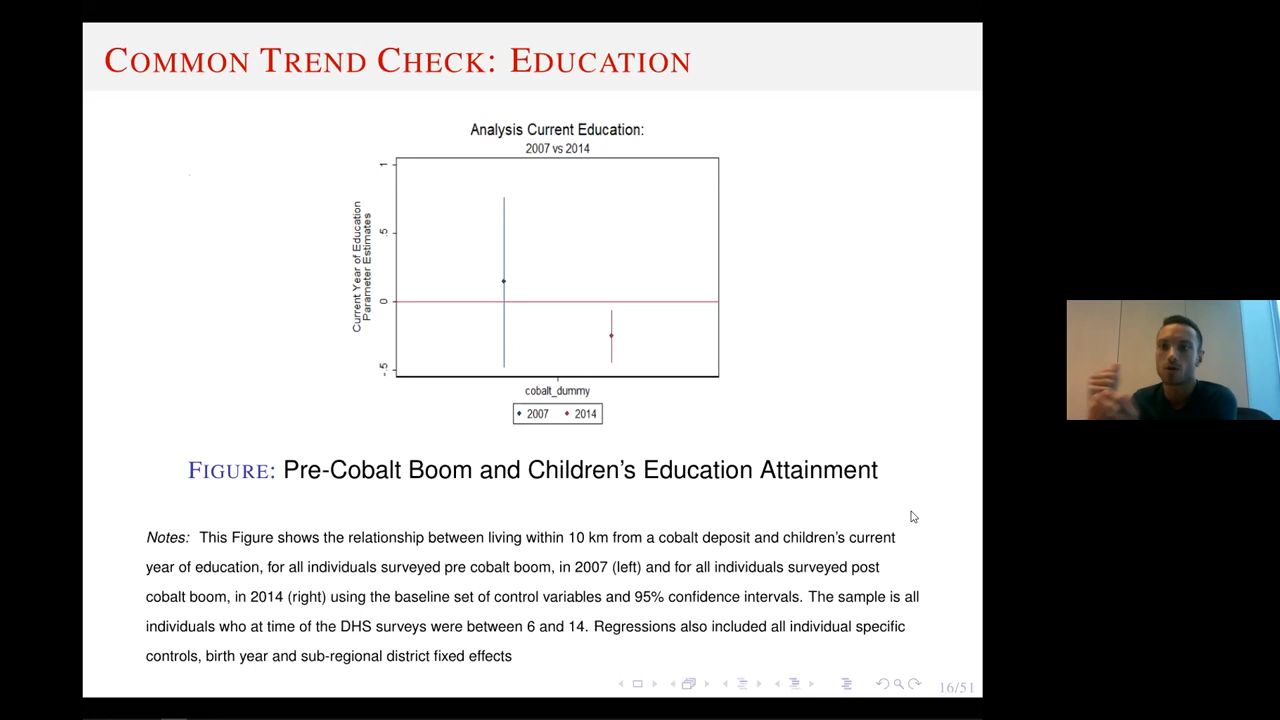 COMMON TREND CHECK: EDUCATION
Analysis Current Education:
2007 vs 2014
Current Year of Education
Parameter Estimates
1
.5
0
-.5
cobalt_dummy
2007 2014
FIGURE: Pre-Cobalt Boom and Children's Education Attainment
Notes: This Figure shows the relationship between living within 10 km from a cobalt deposit and children's current
year of education, for all individuals surveyed pre cobalt boom, in 2007 (left) and for all individuals surveyed post
cobalt boom, in 2014 (right) using the baseline set of control variables and 95% confidence intervals. The sample is all
individuals who at time of the DHS surveys were between 6 and 14. Regressions also included all individual specific
controls, birth year and sub-regional district fixed effects
16/51